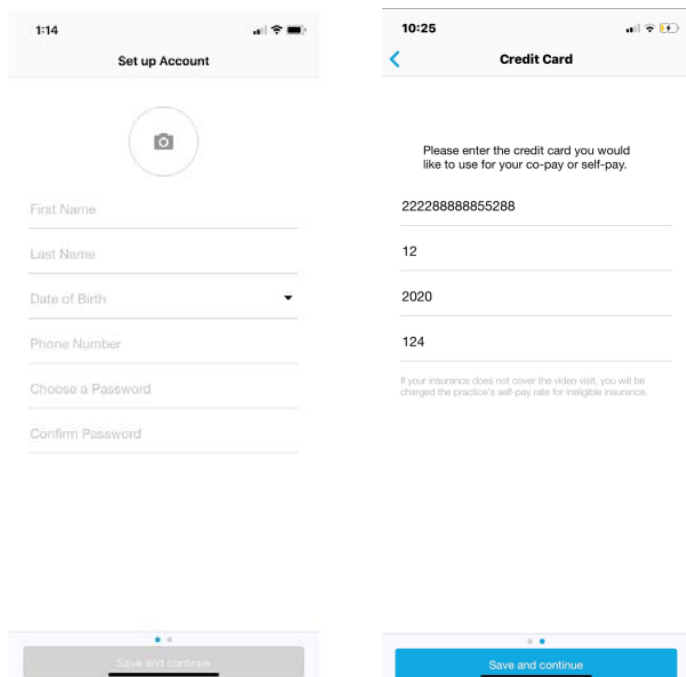 1:14
Set up Account
First Name
Last Name
Date of Birth
Phone Number
Choose a Password
Confirm Password
Save and continue
10:25
Credit Card
Please enter the credit card you would
like to use for your co-pay or self-pay.
222288888855288
12
2020
124
If your insurance does not cover the video visit, you will be
charged the practice's self-pay rate for ineligible insurance.
Save and continue